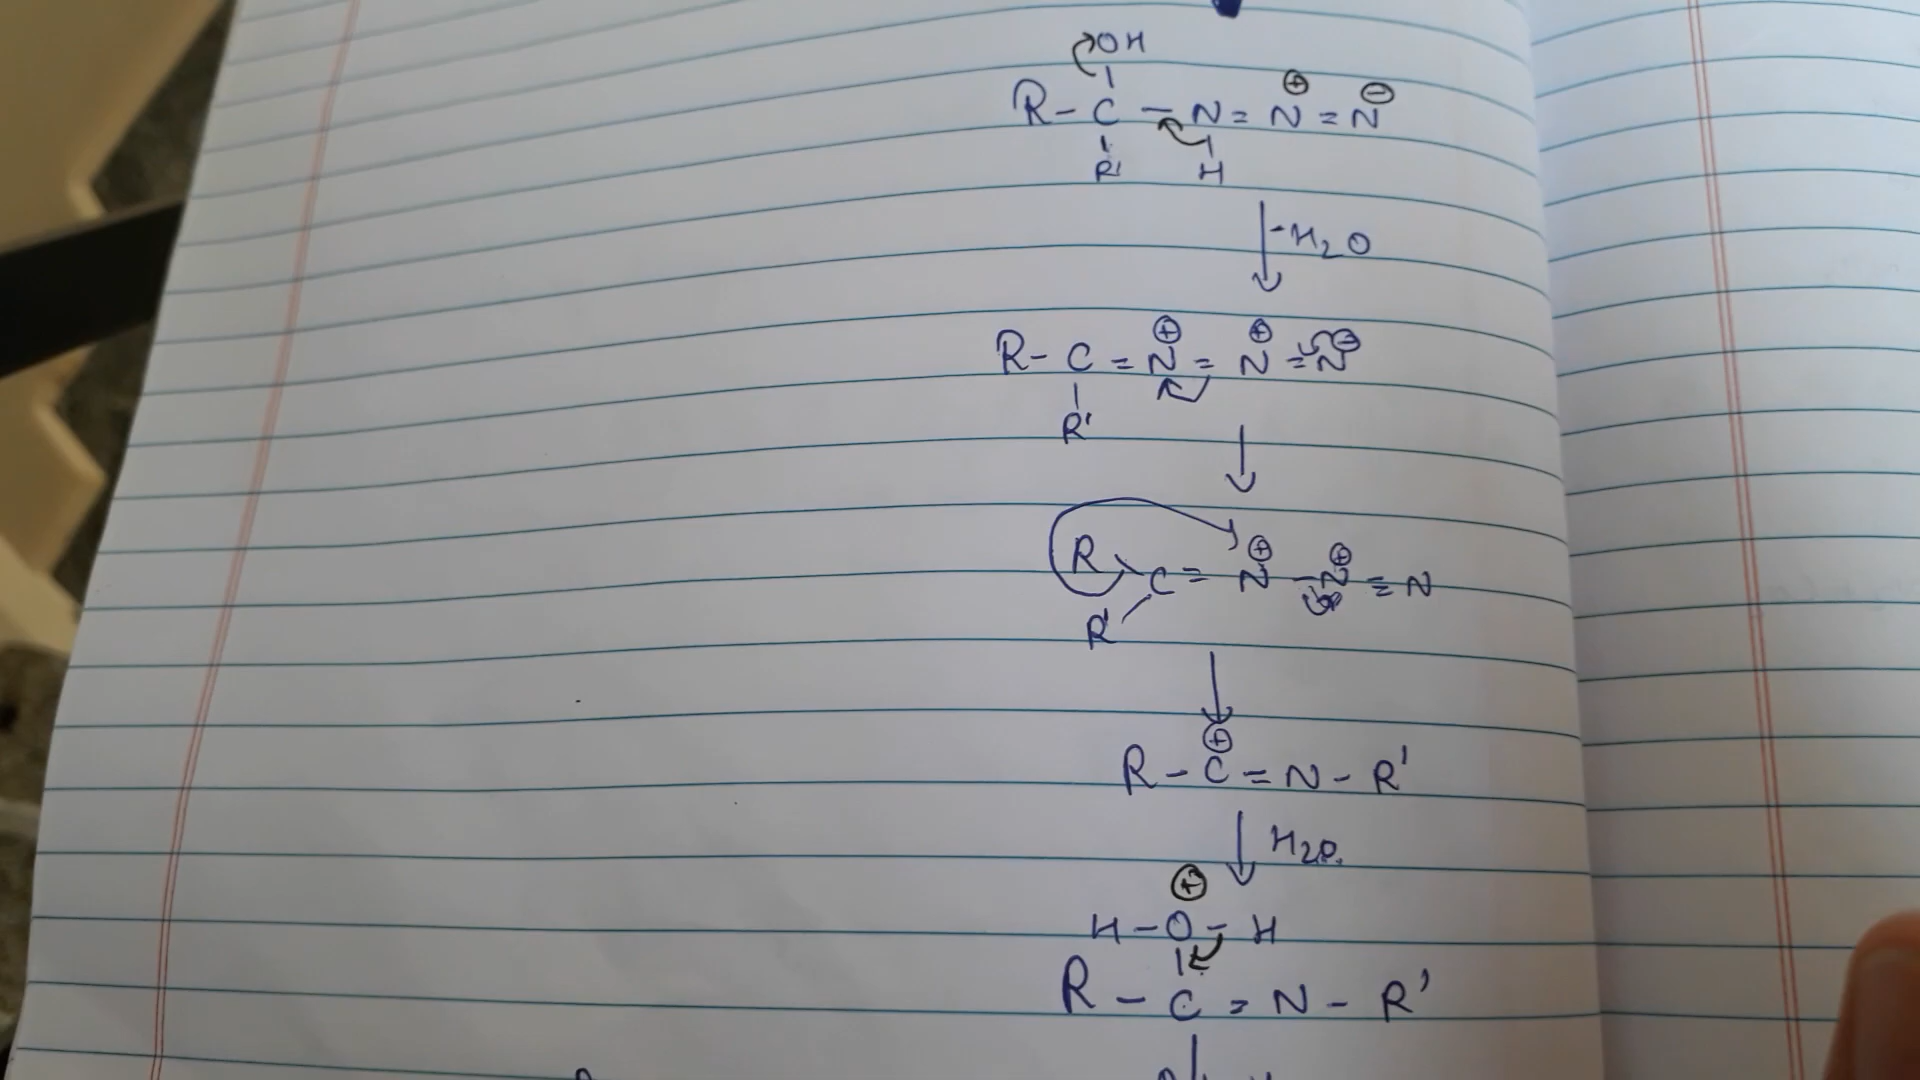 OH
R - C - N = N⊕ = N⊖
R' H
-H2O
R - C = N⊕ = N⊕ = N⊖
R'
R C = N⊕ - N⊕ ≡ N
R'
⊕
R - C = N - R'
H2O.
⊕
H - O - H
R - C = N - R'